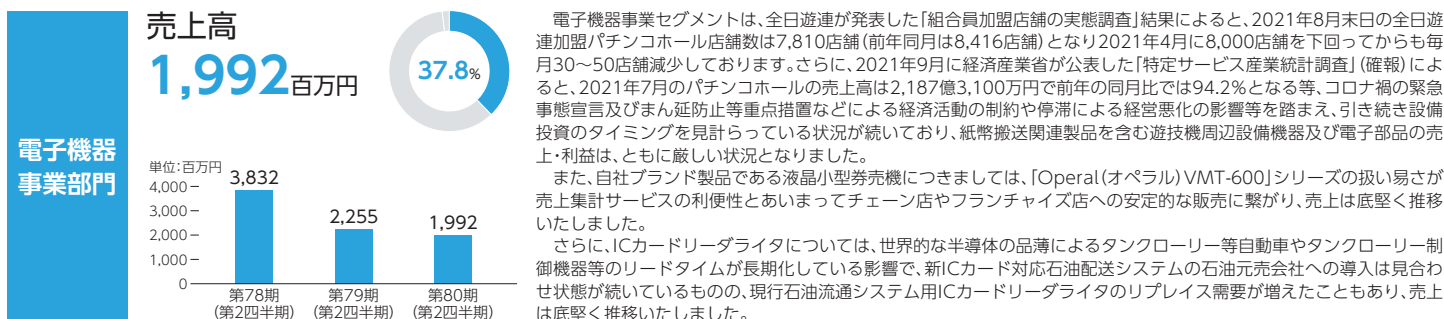 電子機器
事業部門
売上高
1,992百万円
37.8%
単位：百万円
4,000
3,000
2,000
1,000
0
3,832
2,255
1,992
第78期
(第2四半期)
第79期
(第2四半期)
第80期
(第2四半期)
電子機器事業セグメントは、全日遊連が発表した「組合員加盟店舗の実態調査」結果によると、2021年8月末日の全日遊
連加盟パチンコホール店舗数は7,810店舗（前年同月は8,416店舗）となり2021年4月に8,000店舗を下回ってからも毎
月30〜50店舗減少しております。さらに、2021年9月に経済産業省が公表した「特定サービス産業統計調査」（確報）によ
ると、2021年7月のパチンコホールの売上高は2,187億3,100万円で前年の同月比では94.2%となる等、コロナ禍の緊急
事態宣言及びまん延防止等重点措置などによる経済活動の制約や停滞による経営悪化の影響等を踏まえ、引き続き設備
投資のタイミングを見計らっている状況が続いており、紙幣搬送関連製品を含む遊技機周辺設備機器及び電子部品の売
上・利益は、ともに厳しい状況となりました。
また、自社ブランド製品である液晶小型券売機につきましては、「Operal（オペラル）VMT-600」シリーズの扱い易さが
売上集計サービスの利便性とあいまってチェーン店やフランチャイズ店への安定的な販売に繋がり、売上は底堅く推移
いたしました。
さらに、ICカードリーダライタについては、世界的な半導体の品薄によるタンクローリー等自動車やタンクローリー制
御機器等のリードタイムが長期化している影響で、新ICカード対応石油配送システムの石油元売会社への導入は見合わ
せ状態が続いているものの、現行石油流通システム用ICカードリーダライタのリプレイス需要が増えたこともあり、売上
は底堅く推移いたしました。